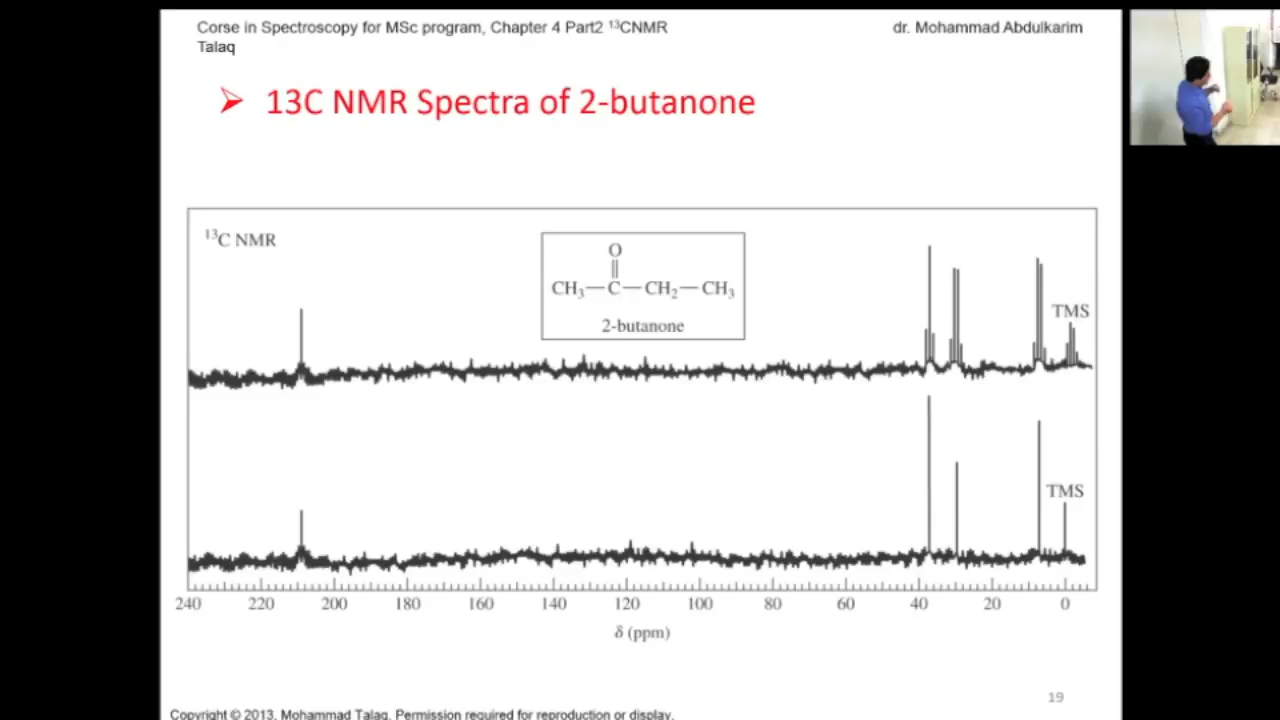 Corse in Spectroscopy for MSc program, Chapter 4 Part2 ¹³CNMR dr. Mohammad Abdulkarim
Talaq
13C NMR Spectra of 2-butanone
¹³C NMR
O
CH₃—C—CH₂—CH₃
2-butanone
TMS
TMS
240 220 200 180 160 140 120 100 80 60 40 20 0
δ (ppm)
19
Copyright © 2013, Mohammad Talaq. Permission required for reproduction or display.